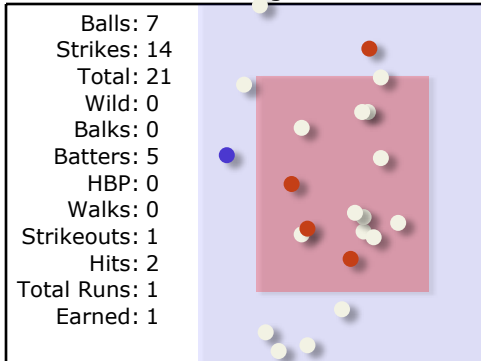 Balls: 7
Strikes: 14
Total: 21
Wild: 0
Balks: 0
Batters: 5
HBP: 0
Walks: 0
Strikeouts: 1
Hits: 2
Total Runs: 1
Earned: 1